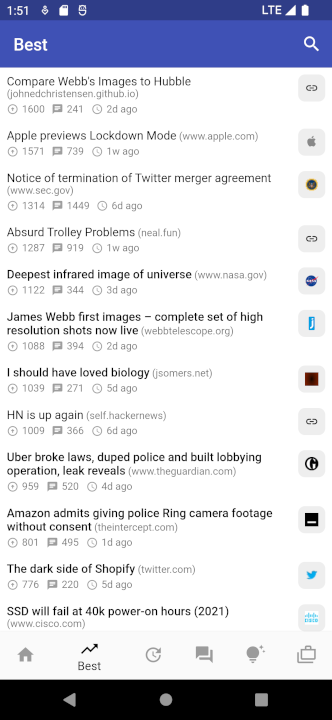 1:51 LTE
Best
Compare Webb's Images to Hubble
(johnedchristensen.github.io)
1600 241 2d ago
Apple previews Lockdown Mode (www.apple.com)
1571 739 1w ago
Notice of termination of Twitter merger agreement
(www.sec.gov)
1314 1449 6d ago
Absurd Trolley Problems (neal.fun)
1287 919 1w ago
Deepest infrared image of universe (www.nasa.gov)
1122 344 3d ago
James Webb first images – complete set of high
resolution shots now live (webbtelescope.org)
1088 394 2d ago
I should have loved biology (jsomers.net)
1039 271 5d ago
HN is up again (self.hackernews)
1009 366 6d ago
Uber broke laws, duped police and built lobbying
operation, leak reveals (www.theguardian.com)
959 520 4d ago
Amazon admits giving police Ring camera footage
without consent (theintercept.com)
801 495 1d ago
The dark side of Shopify (twitter.com)
776 220 5d ago
SSD will fail at 40k power-on hours (2021)
(www.cisco.com)
Best